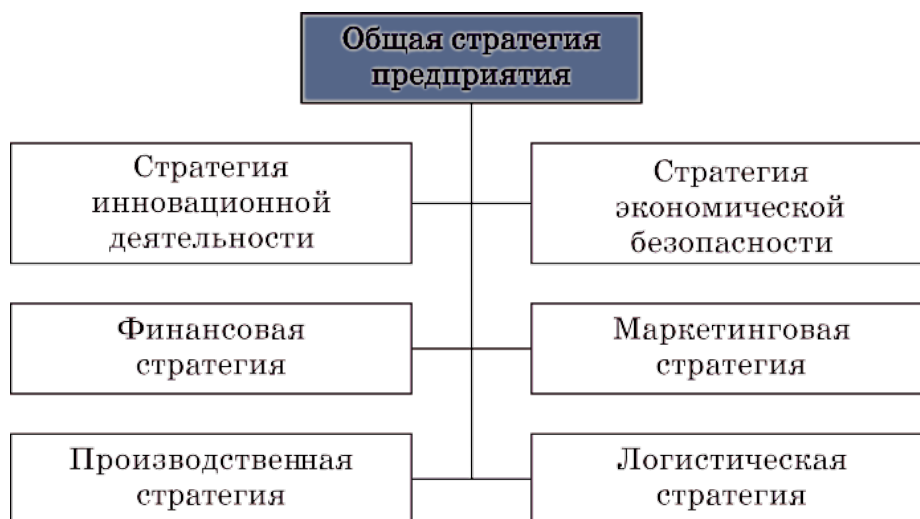 Общая стратегия
предприятия
Стратегия
инновационной
деятельности
Стратегия
экономической
безопасности
Финансовая
стратегия
Маркетинговая
стратегия
Производственная
стратегия
Логистическая
стратегия